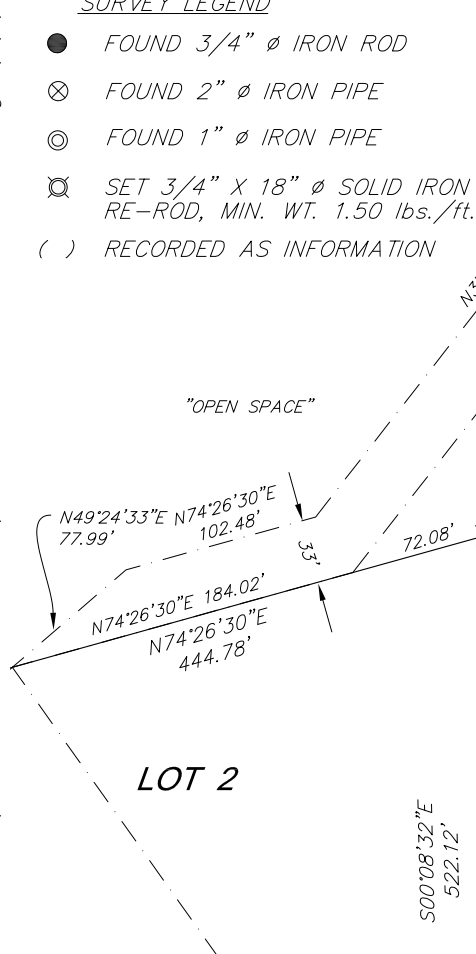 SURVEY LEGEND
FOUND 3/4" ø IRON ROD
FOUND 2" ø IRON PIPE
FOUND 1" ø IRON PIPE
SET 3/4" X 18" ø SOLID IRON
RE-ROD, MIN. WT. 1.50 lbs./ft.
( ) RECORDED AS INFORMATION
"OPEN SPACE"
N49°24'33"E
77.99'
N74°26'30"E
102.48'
33'
72.08'
N74°26'30"E 184.02'
N74°26'30"E
444.78'
LOT 2
S00°08'32"E
522.12'